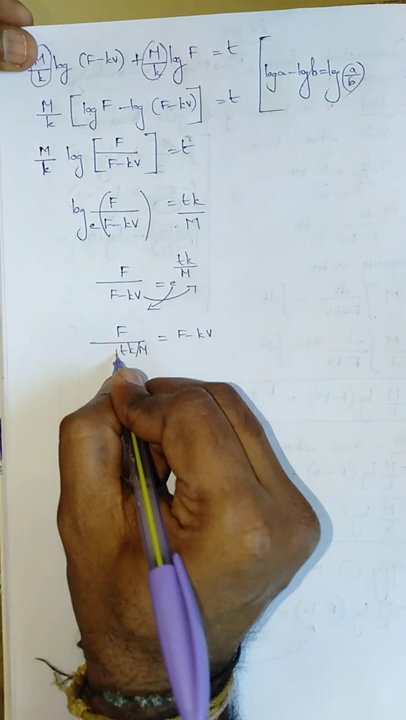 M/k log (F-kv) + M/k log F = t [log a - log b = log (a/b)
M/k [log F - log (F-kv)] = t
M/k log [F/F-kv] = t
log_e (F/F-kv) = tk/M
F/F-kv = e^tk/M
F/tk/M = F-kv